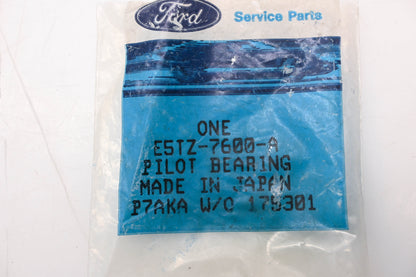 Ford Service Parts
ONE
E5TZ-7600-A
PILOT BEARING
MADE IN JAPAN
P7AKA W/O 175301